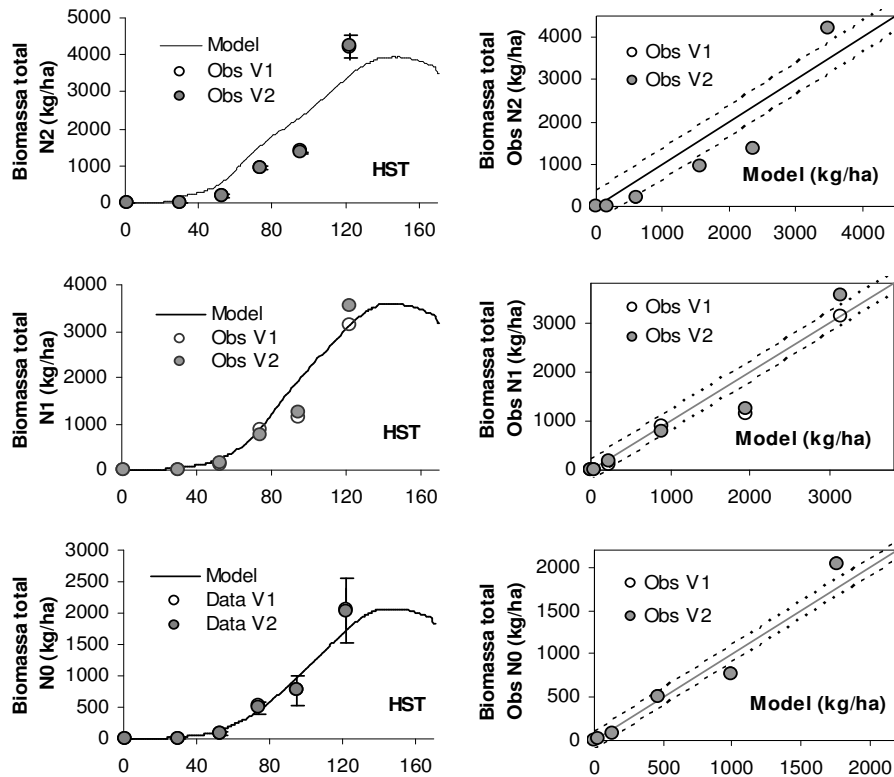 Biomassa total
N2 (kg/ha)
5000
4000
3000
2000
1000
0
Model
Obs V1
Obs V2
HST
0 40 80 120 160
Biomassa total
Obs N2 (kg/ha)
4000
3000
2000
1000
0
Obs V1
Obs V2
Model (kg/ha)
0 1000 2000 3000 4000
Biomassa total
N1 (kg/ha)
4000
3000
2000
1000
0
Model
Obs V1
Obs V2
HST
0 40 80 120 160
Biomassa total
Obs N1 (kg/ha)
3000
2000
1000
0
Obs V1
Obs V2
Model (kg/ha)
0 1000 2000 3000
Biomassa total
N0 (kg/ha)
3000
2500
2000
1500
1000
500
0
Model
Data V1
Data V2
HST
0 40 80 120 160
Biomassa total
Obs N0 (kg/ha)
2000
1500
1000
500
0
Obs V1
Obs V2
Model (kg/ha)
0 500 1000 1500 2000